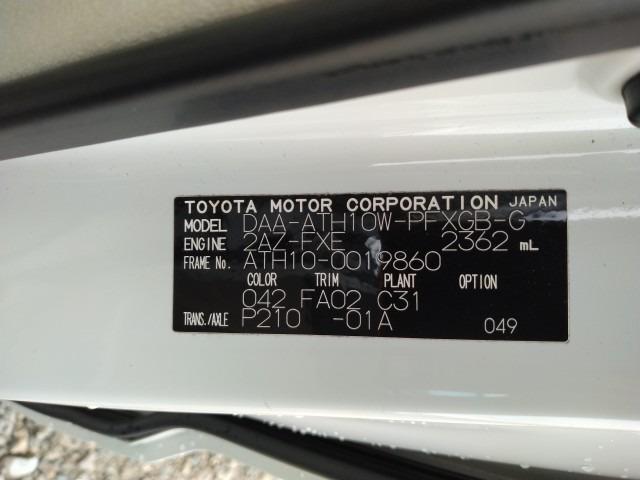 TOYOTA MOTOR CORPORATION JAPAN
MODEL DAA-ATH10W-PFXGB-G
ENGINE 2AZ-FXE 2362 mL
FRAME No. ATH10-0019860
COLOR TRIM PLANT OPTION
042 FA02 C31
TRANS./AXLE P210 -01A 049